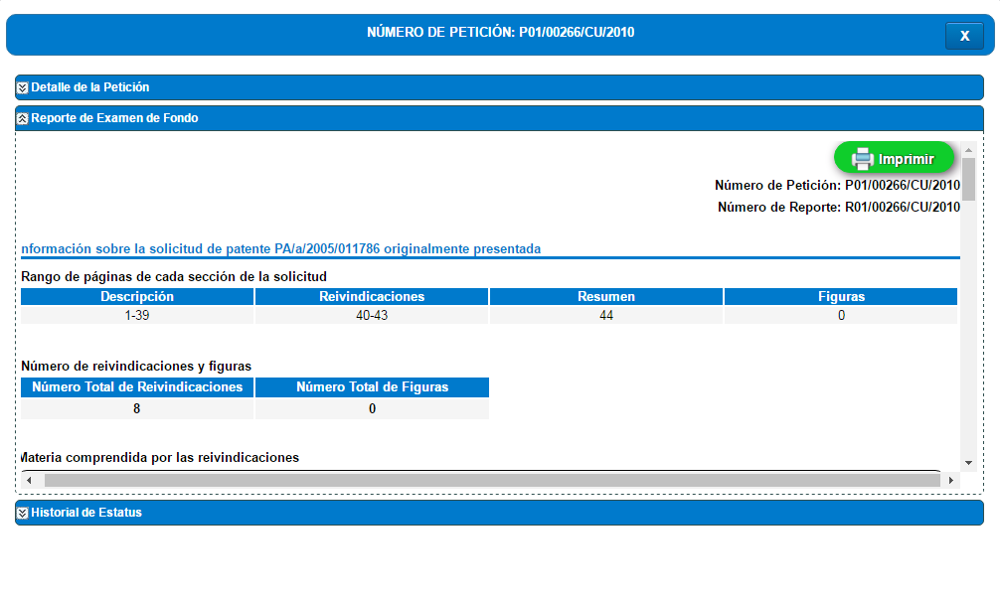 NÚMERO DE PETICIÓN: P01/00266/CU/2010
X
Detalle de la Petición
Reporte de Examen de Fondo
Imprimir
Número de Petición: P01/00266/CU/2010
Número de Reporte: R01/00266/CU/2010
nformación sobre la solicitud de patente PA/a/2005/011786 originalmente presentada
Rango de páginas de cada sección de la solicitud
Descripción Reivindicaciones Resumen Figuras
1-39 40-43 44 0
Número de reivindicaciones y figuras
Número Total de Reivindicaciones Número Total de Figuras
8 0
Materia comprendida por las reivindicaciones
Historial de Estatus